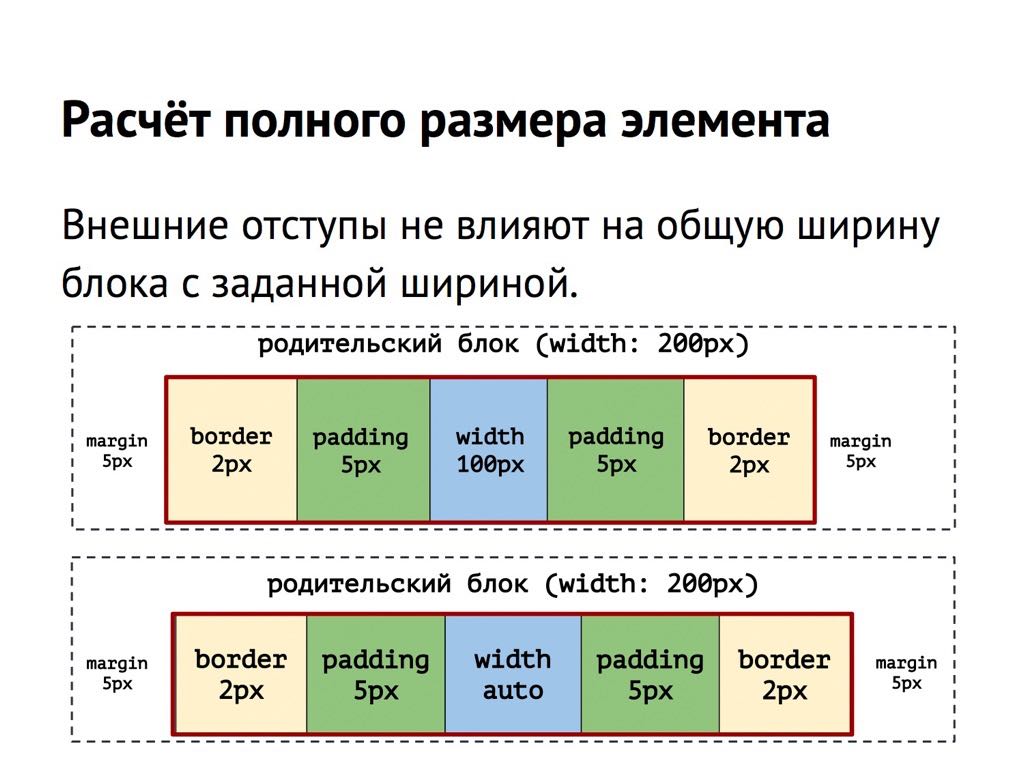 Расчёт полного размера элемента
Внешние отступы не влияют на общую ширину
блока с заданной шириной.
родительский блок (width: 200px)
margin 5px
border 2px
padding 5px
width 100px
padding 5px
border 2px
margin 5px
родительский блок (width: 200px)
margin 5px
border 2px
padding 5px
width auto
padding 5px
border 2px
margin 5px